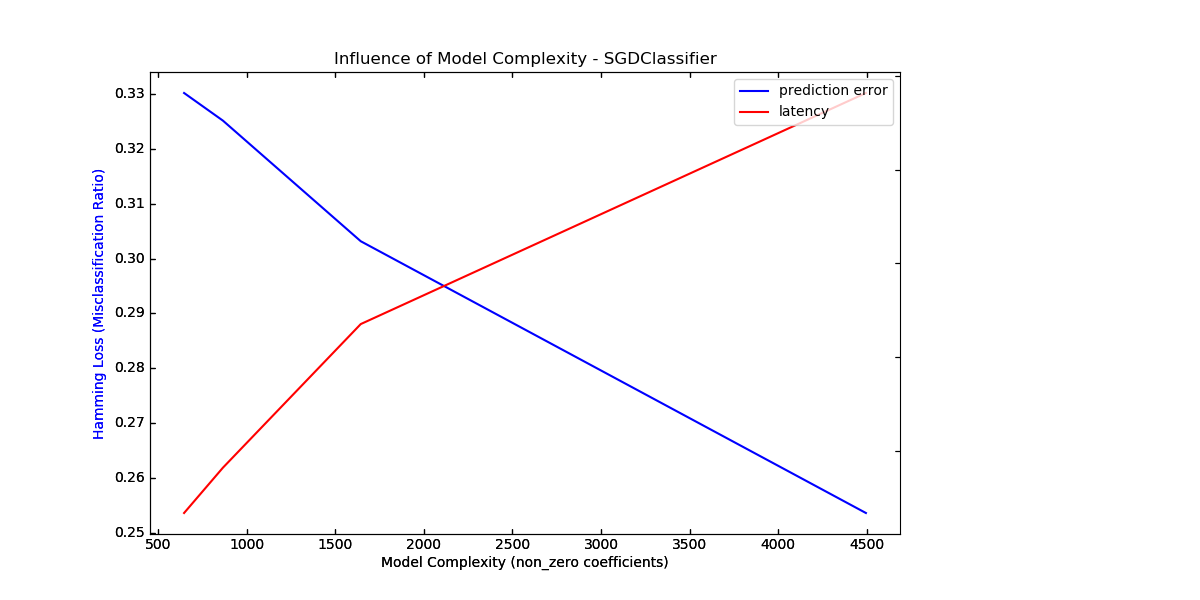 Influence of Model Complexity - SGDClassifier
prediction error
latency
Hamming Loss (Misclassification Ratio)
0.33
0.32
0.31
0.30
0.29
0.28
0.27
0.26
0.25
500 1000 1500 2000 2500 3000 3500 4000 4500
Model Complexity (non_zero coefficients)